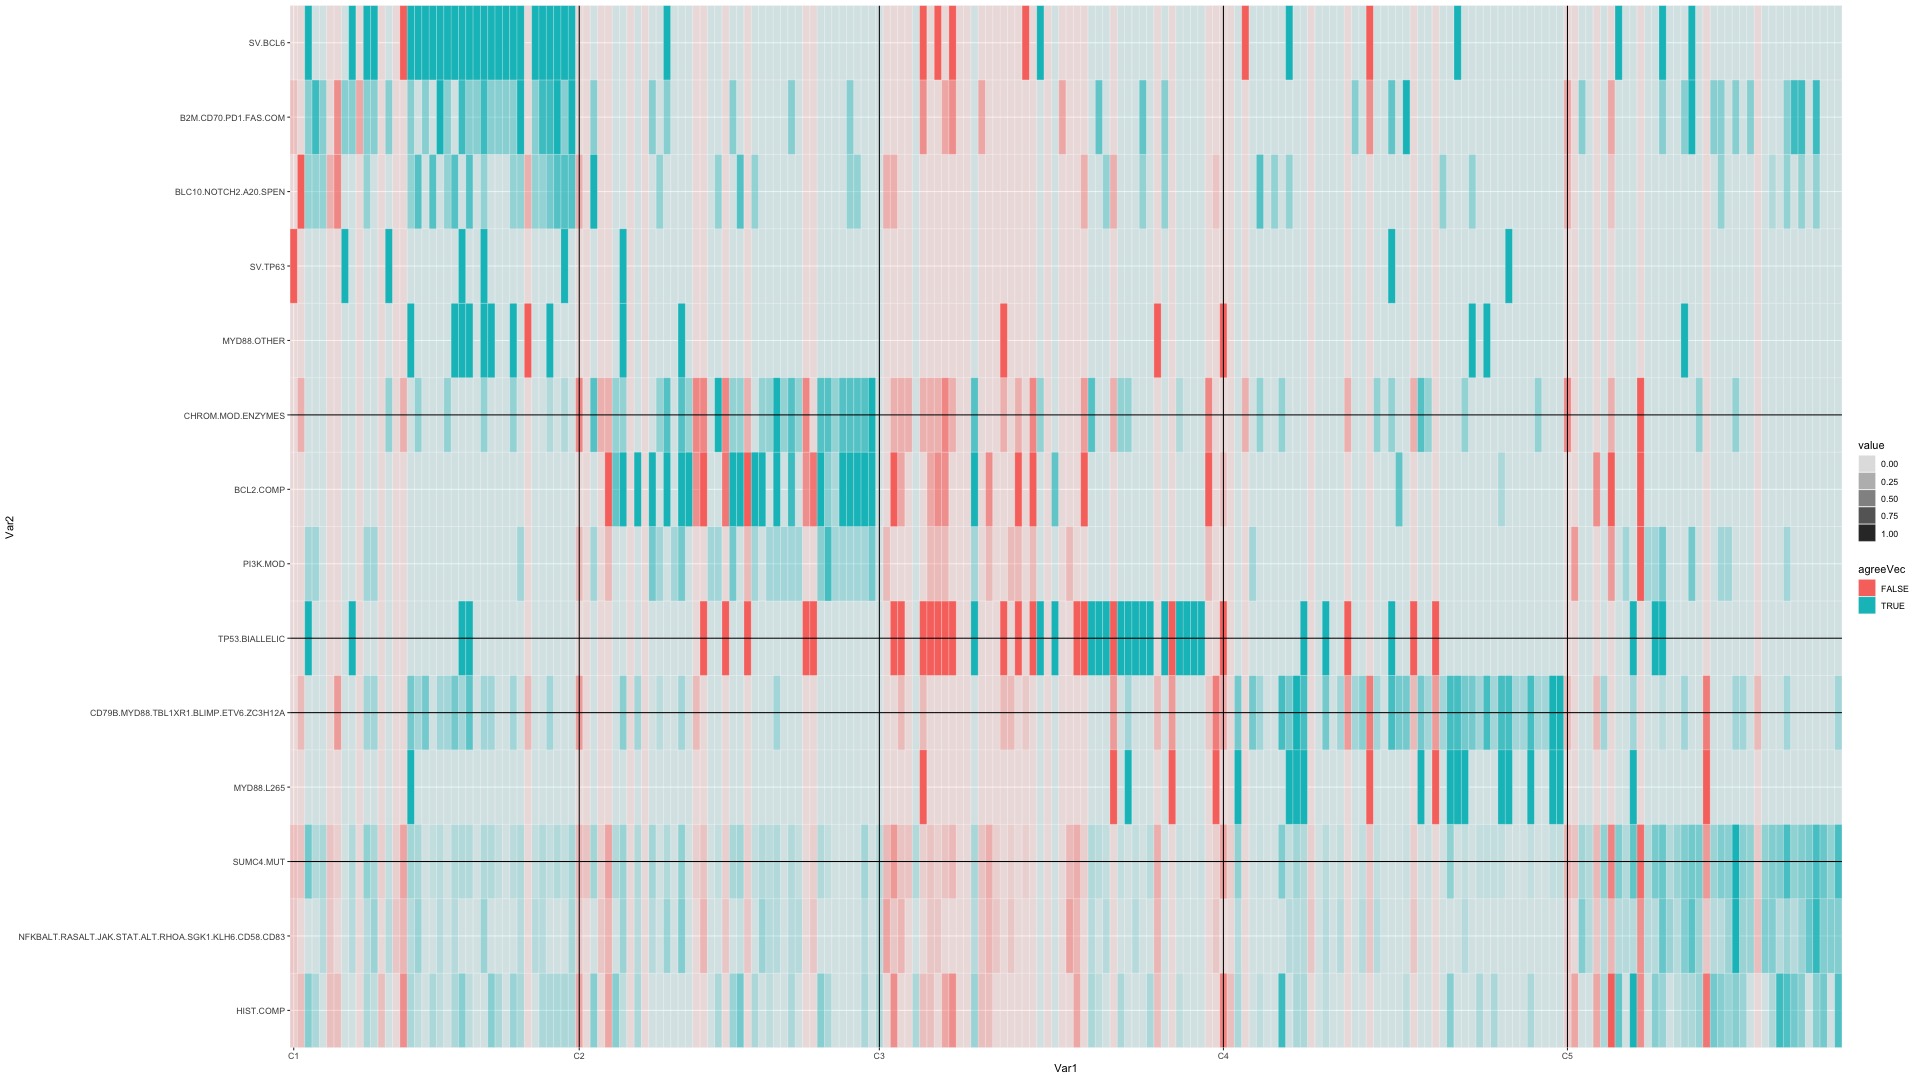 SV.BCL6
B2M.CD70.PD1.FAS.COM
BLC10.NOTCH2.A20.SPEN
SV.TP63
MYD88.OTHER
CHROM.MOD.ENZYMES
BCL2.COMP
PI3K.MOD
TP53.BIALLELIC
CD79B.MYD88.TBL1XR1.BLIMP.ETV6.ZC3H12A
MYD88.L265
SUMC4.MUT
NFKBALT.RASALT.JAK.STAT.ALT.RHOA.SGK1.KLH6.CD58.CD83
HIST.COMP
Var2
C1 C2 C3 C4 C5
Var1
value
0.00
0.25
0.50
0.75
1.00
agreeVec
FALSE
TRUE